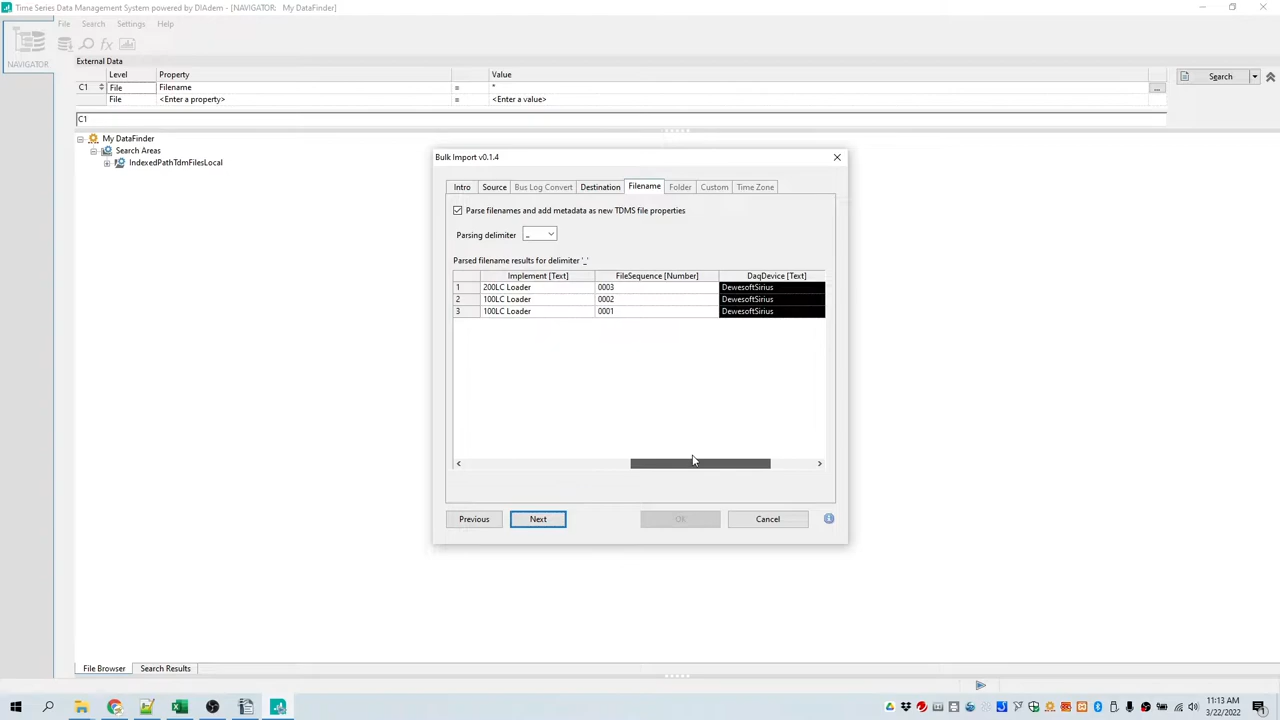 Time Series Data Management System powered by DIAdem - [NAVIGATOR:   My DataFinder]
File Search Settings Help
NAVIGATOR
External Data
Level Property Value
C1 File Filename = * ...
File <Enter a property> = <Enter a value>
Search
C1
My DataFinder
Search Areas
IndexedPathTdmFilesLocal
Bulk Import v0.1.4
Intro Source Bus Log Convert Destination Filename Folder Custom Time Zone
Parse filenames and add metadata as new TDMS file properties
Parsing delimiter _
Parsed filename results for delimiter '_'
Implement [Text] FileSequence [Number] DaqDevice [Text]
1 200LC Loader 0003 DewesoftSirius
2 100LC Loader 0002 DewesoftSirius
3 100LC Loader 0001 DewesoftSirius
Previous Next OK Cancel
File Browser Search Results
11:13 AM
3/22/2022